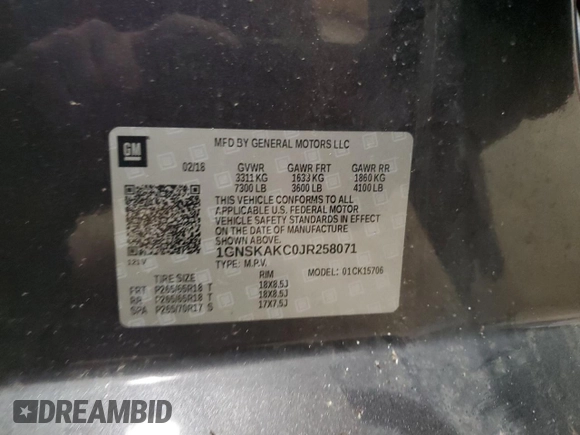 GM
MFD BY GENERAL MOTORS LLC
02/18 GVWR GAWR FRT GAWR RR
3311 KG 1633 KG 1860 KG
7300 LB 3600 LB 4100 LB
THIS VEHICLE CONFORMS TO ALL
APPLICABLE U.S. FEDERAL MOTOR
VEHICLE SAFETY STANDARDS IN EFFECT
ON THE DATE OF MANUFACTURE
SHOWN ABOVE.
1GNSKAKC0JR258071
TYPE: M.P.V. MODEL: 01CK15706
TIRE SIZE RIM
FRT P265/65R18 T 18X8.5J
RR P265/65R18 T 18X8.5J
SPA P265/70R17 S 17X7.5J
DREAMBID